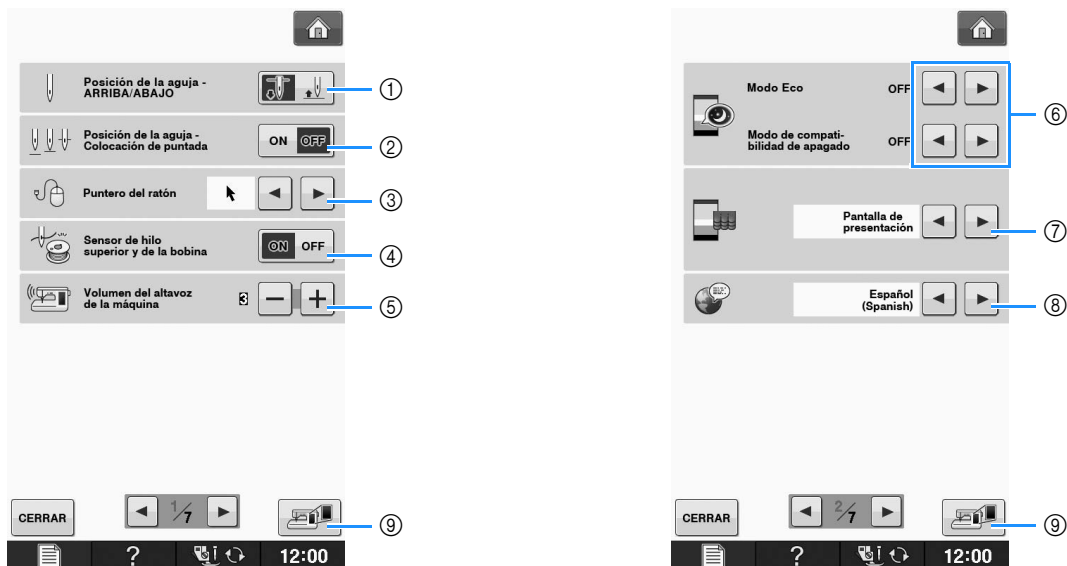 Posición de la aguja -
ARRIBA/ABAJO
①
Posición de la aguja -
Colocación de puntada
ON OFF
②
Puntero del ratón
③
Sensor de hilo
superior y de la bobina
ON OFF
④
Volumen del altavoz
de la máquina
3
⑤
CERRAR
1/7
⑨
?
12:00
Modo Eco
OFF
Modo de compati-
bilidad de apagado
OFF
⑥
Pantalla de
presentación
⑦
Español
(Spanish)
⑧
CERRAR
2/7
⑨
?
12:00